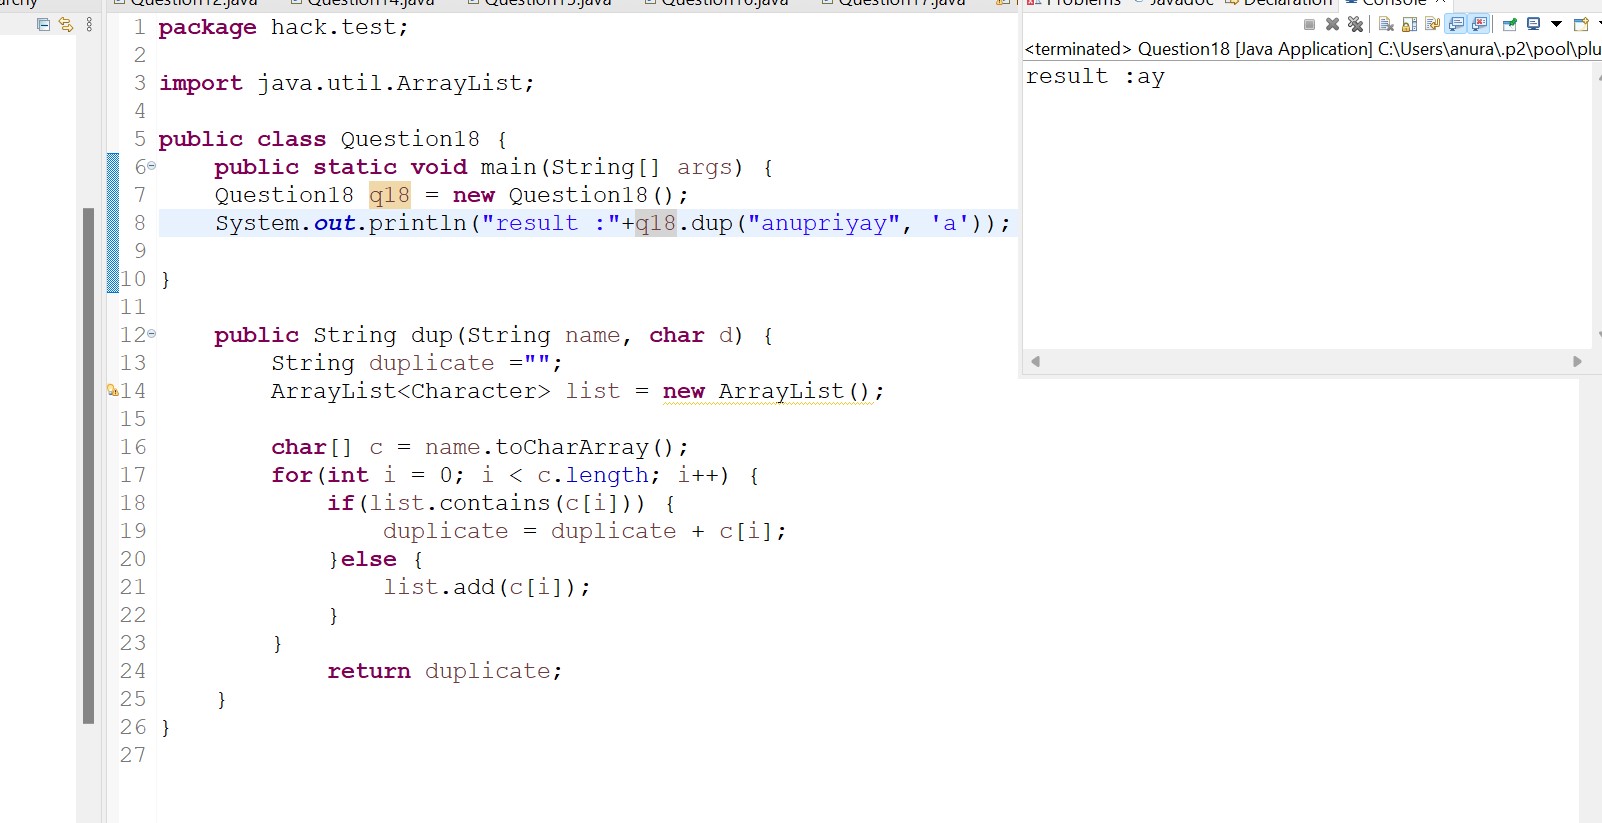 Question12.java Question14.java Question15.java Question16.java Question17.java
Problems Javadoc Declaration Console
<terminated> Question18 [Java Application] C:\Users\anura\.p2\pool\plu
result :ay
1 package hack.test;
2
3 import java.util.ArrayList;
4
5 public class Question18 {
6 public static void main(String[] args) {
7 Question18 q18 = new Question18();
8 System.out.println("result :"+q18.dup("anupriyay", 'a'));
9
10 }
11
12 public String dup(String name, char d) {
13 String duplicate ="";
14 ArrayList<Character> list = new ArrayList();
15
16 char[] c = name.toCharArray();
17 for(int i = 0; i < c.length; i++) {
18 if(list.contains(c[i])) {
19 duplicate = duplicate + c[i];
20 }else {
21 list.add(c[i]);
22 }
23 }
24 return duplicate;
25 }
26 }
27